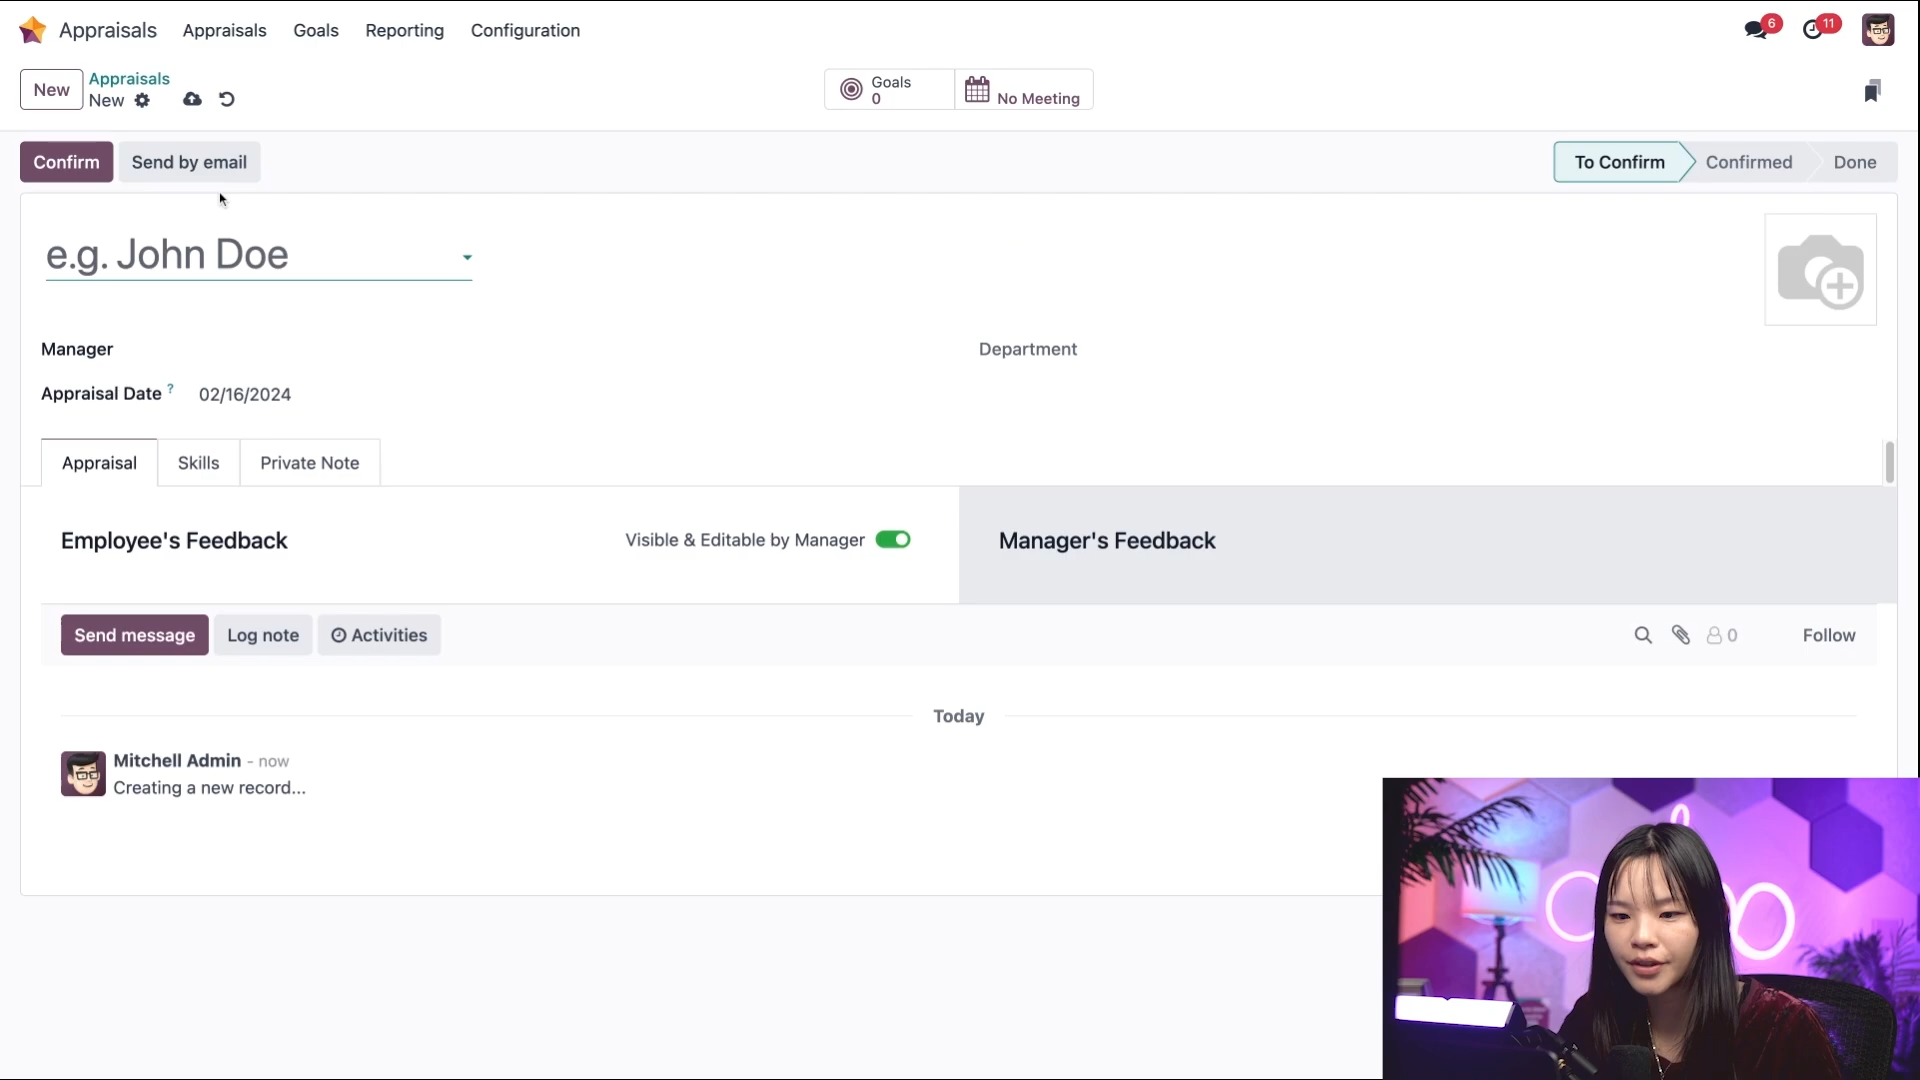 Appraisals Appraisals Goals Reporting Configuration 6 11
New Appraisals
New
Goals
0
No Meeting
Confirm Send by email To Confirm Confirmed Done
e.g. John Doe
Manager Department
Appraisal Date ? 02/16/2024
Appraisal Skills Private Note
Employee's Feedback Visible & Editable by Manager Manager's Feedback
Send message Log note Activities 0 Follow
Today
Mitchell Admin - now
Creating a new record...